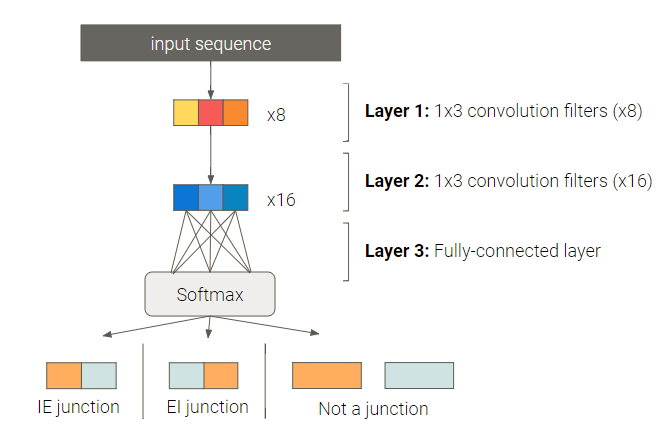 input sequence
x8
Layer 1: 1x3 convolution filters (x8)
x16
Layer 2: 1x3 convolution filters (x16)
Layer 3: Fully-connected layer
Softmax
IE junction
EI junction
Not a junction